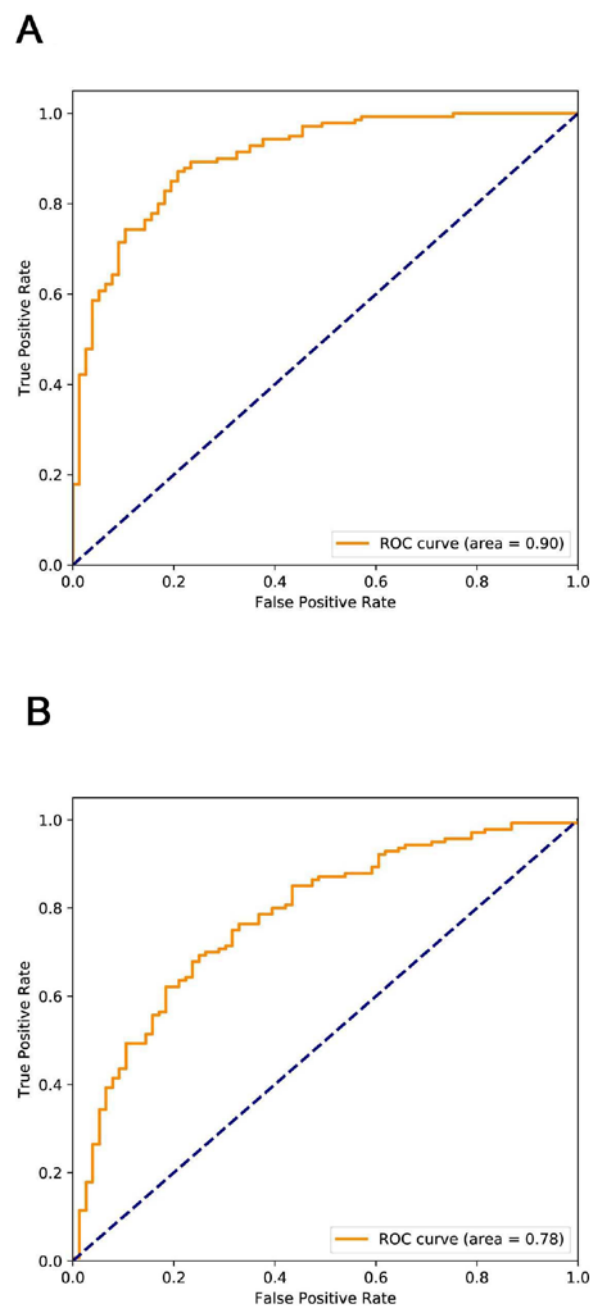 A
1.0
0.8
0.6
0.4
0.2
0.0
True Positive Rate
ROC curve (area = 0.90)
0.0 0.2 0.4 0.6 0.8 1.0
False Positive Rate
B
1.0
0.8
0.6
0.4
0.2
0.0
True Positive Rate
ROC curve (area = 0.78)
0.0 0.2 0.4 0.6 0.8 1.0
False Positive Rate